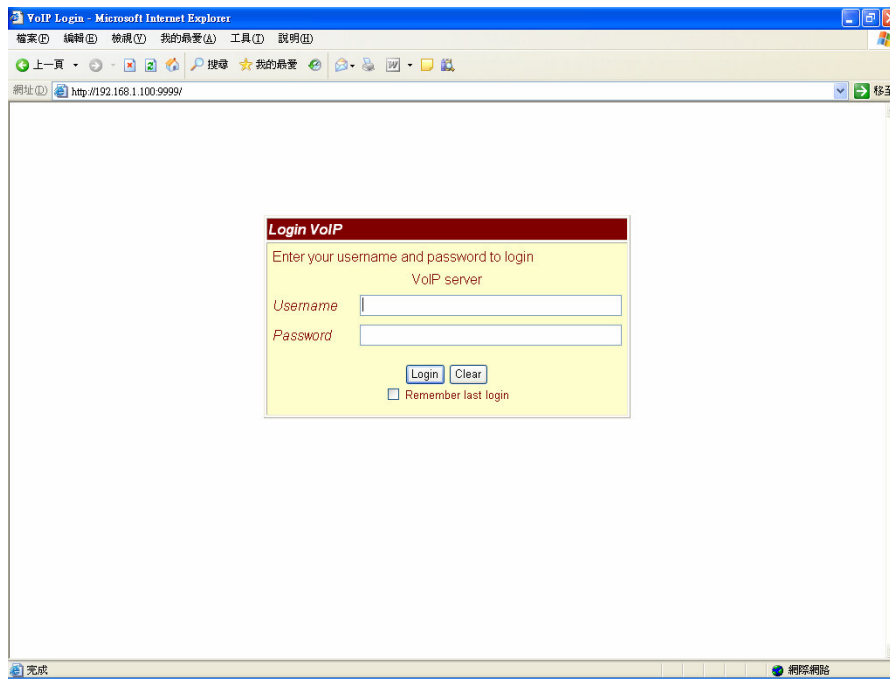 VoIP Login - Microsoft Internet Explorer
檔案(F) 編輯(E) 檢視(V) 我的最愛(A) 工具(T) 說明(H)
上一頁 搜尋 我的最愛
網址(D) http://192.168.1.100:9999/ 移至
Login VoIP
Enter your username and password to login
VoIP server
Username
Password
Login Clear
Remember last login
完成 網際網路